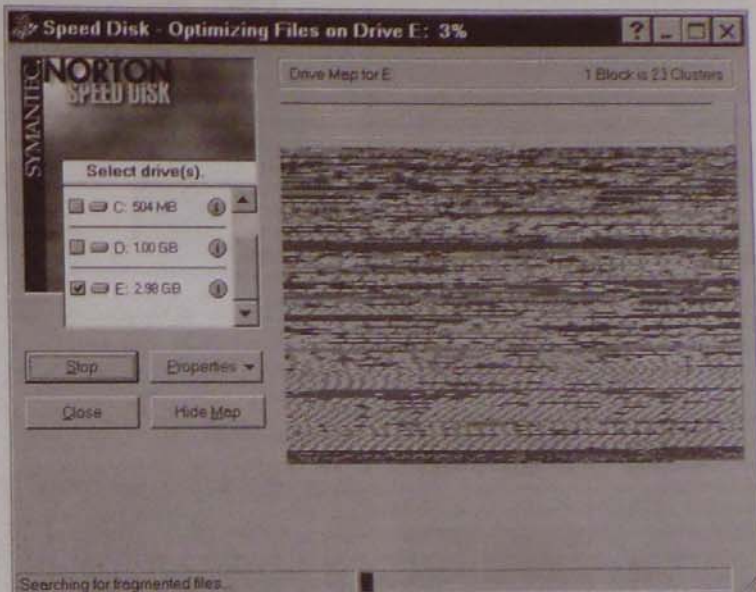 Speed Disk - Optimizing Files on Drive E: 3%
SYMANTEC.
NORTON
SPEED DISK
Drive Map for E:
1 Block is 23 Clusters
Select drive(s).
C: 504 MB
D: 1.00 GB
E: 2.98 GB
Stop
Properties
Close
Hide Map
Searching for fragmented files...